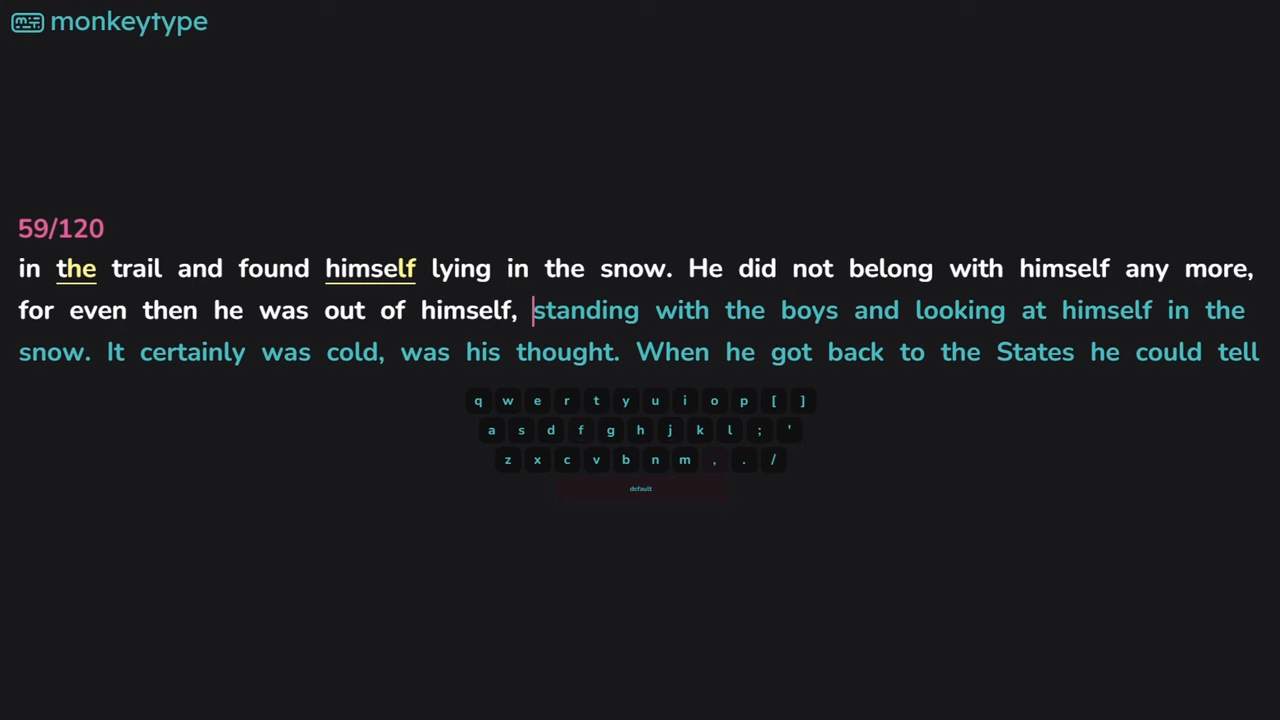 monkeytype
59/120
in the trail and found himself lying in the snow. He did not belong with himself any more,
for even then he was out of himself, standing with the boys and looking at himself in the
snow. It certainly was cold, was his thought. When he got back to the States he could tell
q w e r t y u i o p [ ]
a s d f g h j k l ; '
z x c v b n m , . /
default